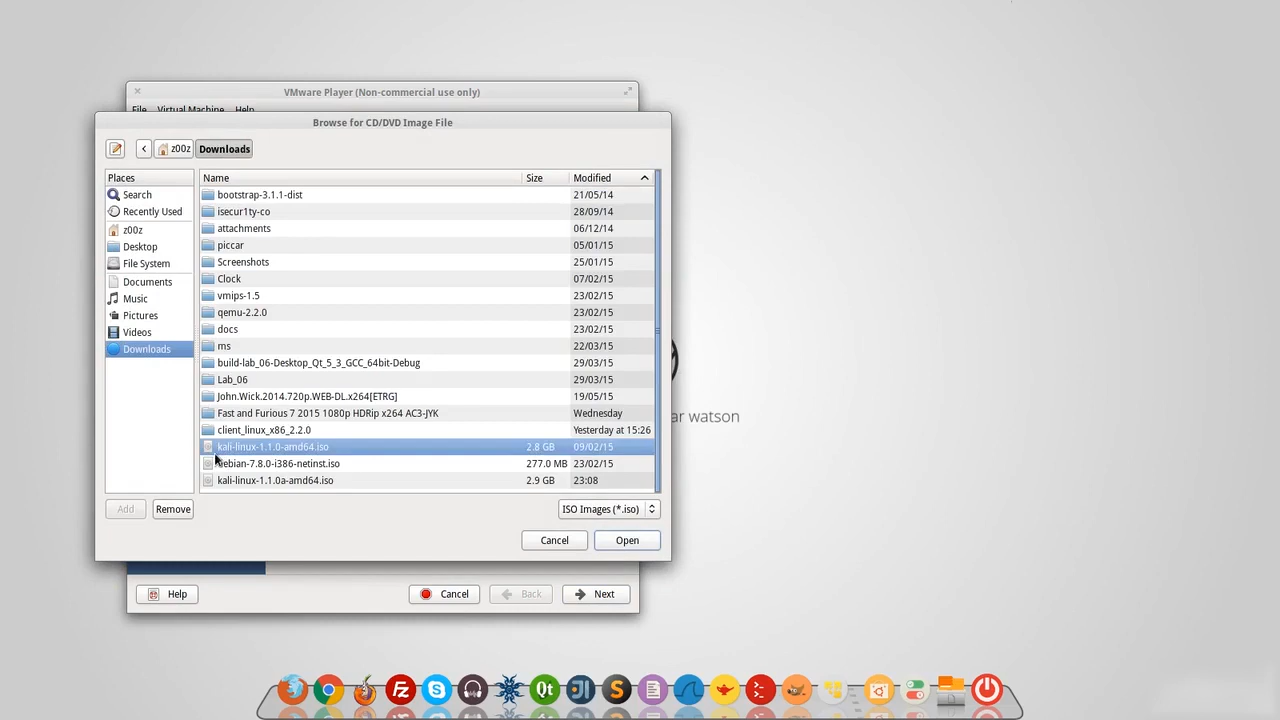 VMware Player (Non-commercial use only)
File Virtual Machine Help
Browse for CD/DVD Image File
z00z Downloads
Places
Search
Recently Used
z00z
Desktop
File System
Documents
Music
Pictures
Videos
Downloads
Name Size Modified
bootstrap-3.1.1-dist 21/05/14
isecur1ty-co 28/09/14
attachments 06/12/14
piccar 05/01/15
Screenshots 25/01/15
Clock 07/02/15
vmips-1.5 23/02/15
qemu-2.2.0 23/02/15
docs 23/02/15
ms 22/03/15
build-lab_06-Desktop_Qt_5_3_GCC_64bit-Debug 29/03/15
Lab_06 29/03/15
John.Wick.2014.720p.WEB-DL.x264[ETRG] 19/05/15
Fast and Furious 7 2015 1080p HDRip x264 AC3-JYK Wednesday
client_linux_x86_2.2.0 Yesterday at 15:26
kali-linux-1.1.0-amd64.iso 2.8 GB 09/02/15
debian-7.8.0-i386-netinst.iso 277.0 MB 23/02/15
kali-linux-1.1.0a-amd64.iso 2.9 GB 23:08
Add Remove
ISO Images (*.iso)
Cancel Open
ar watson
Help Cancel Back Next
Fz
Qt
S